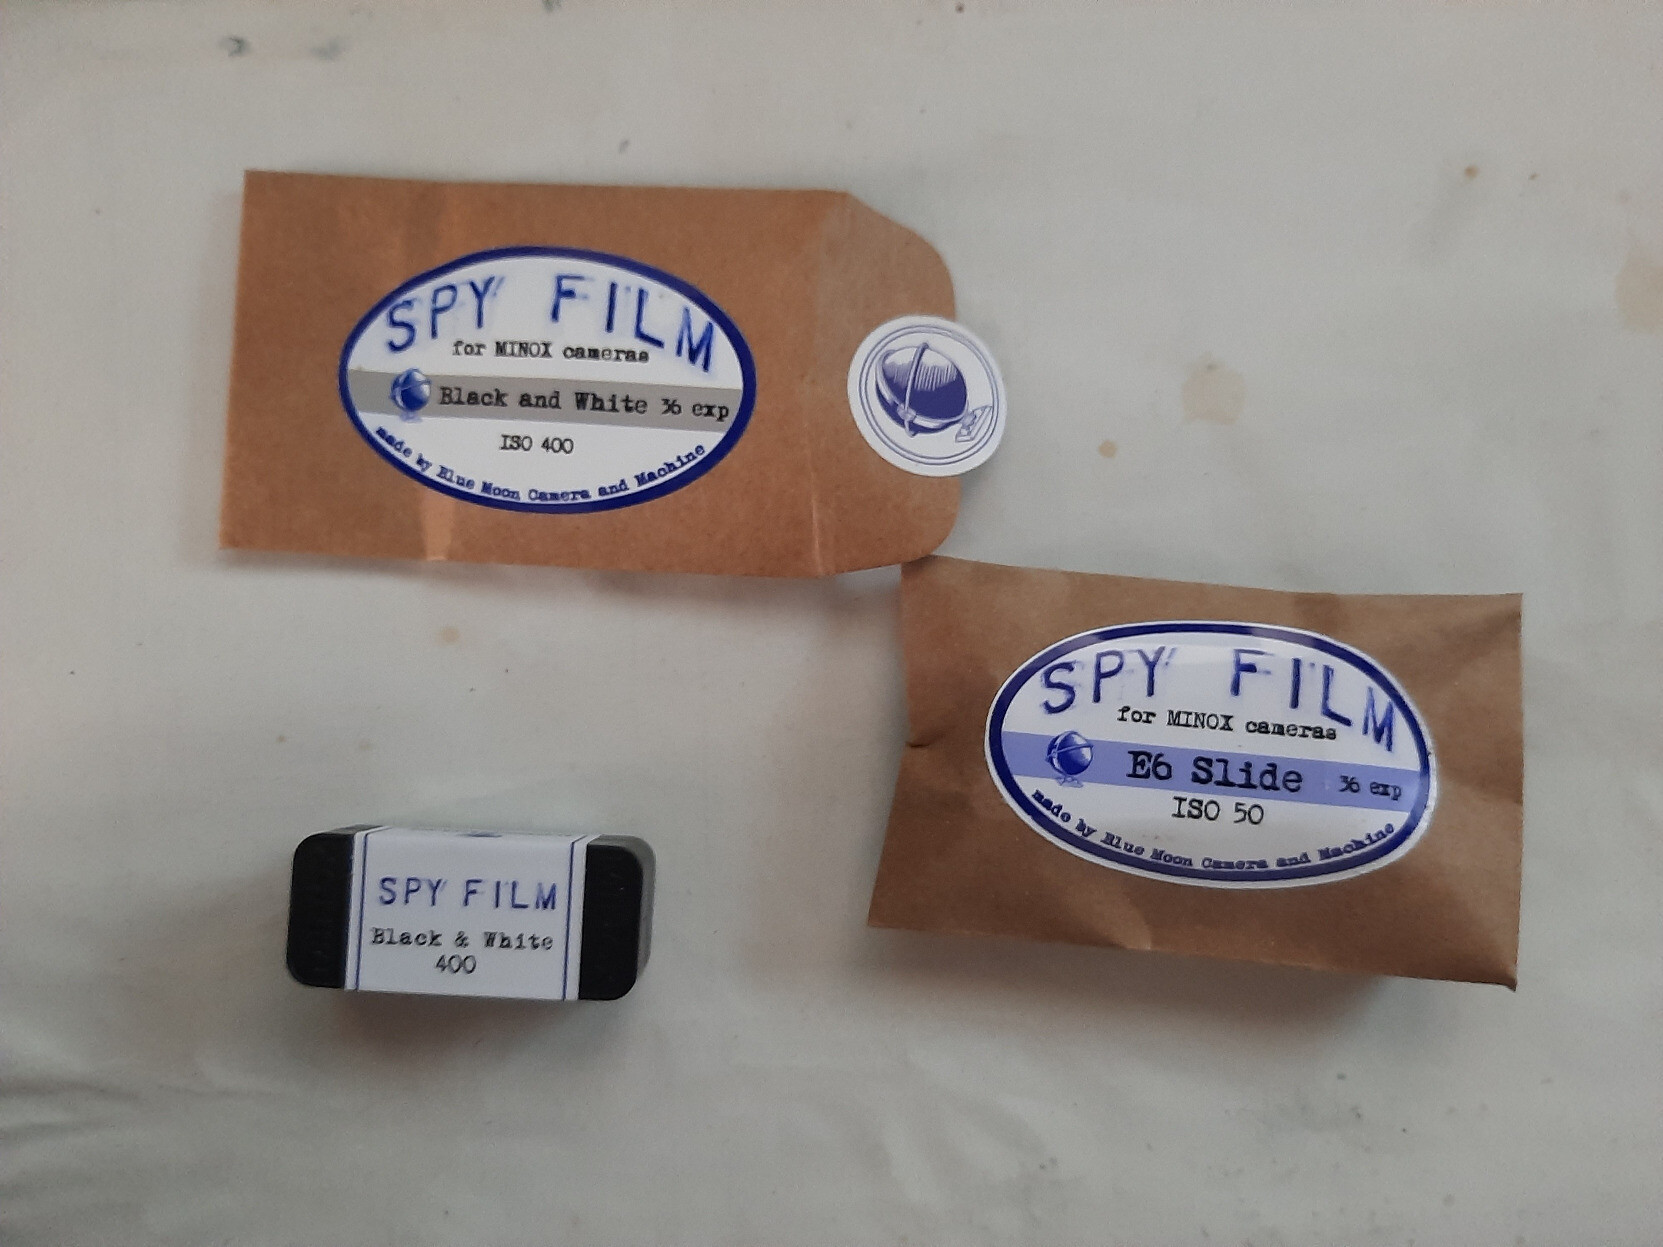 SPY FILM
for MINOX cameras
Black and White 36 exp
ISO 400
made by Blue Moon Camera and Machine
SPY FILM
for MINOX cameras
E6 Slide 36 exp
ISO 50
made by Blue Moon Camera and Machine
SPY FILM
Black & White
400